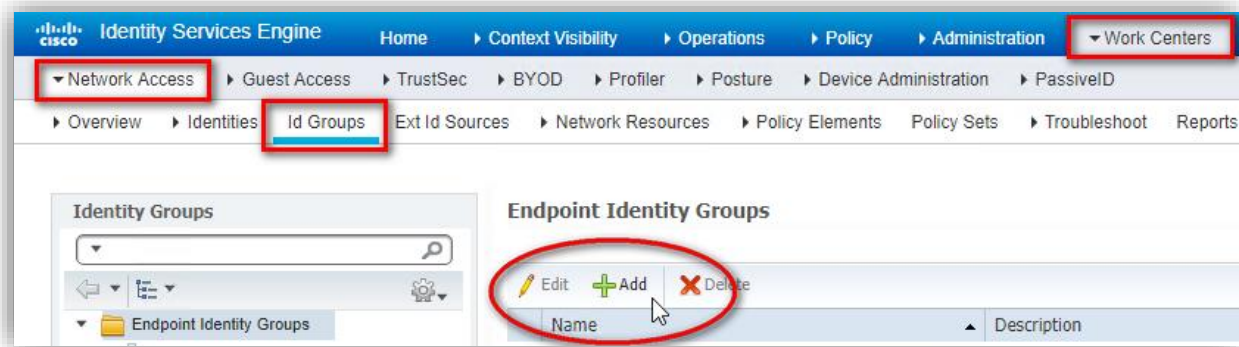 cisco Identity Services Engine Home Context Visibility Operations Policy Administration Work Centers
Network Access Guest Access TrustSec BYOD Profiler Posture Device Administration PassiveID
Overview Identities Id Groups Ext Id Sources Network Resources Policy Elements Policy Sets Troubleshoot Reports
Identity Groups
Endpoint Identity Groups
Edit Add Delete
Endpoint Identity Groups
Name Description